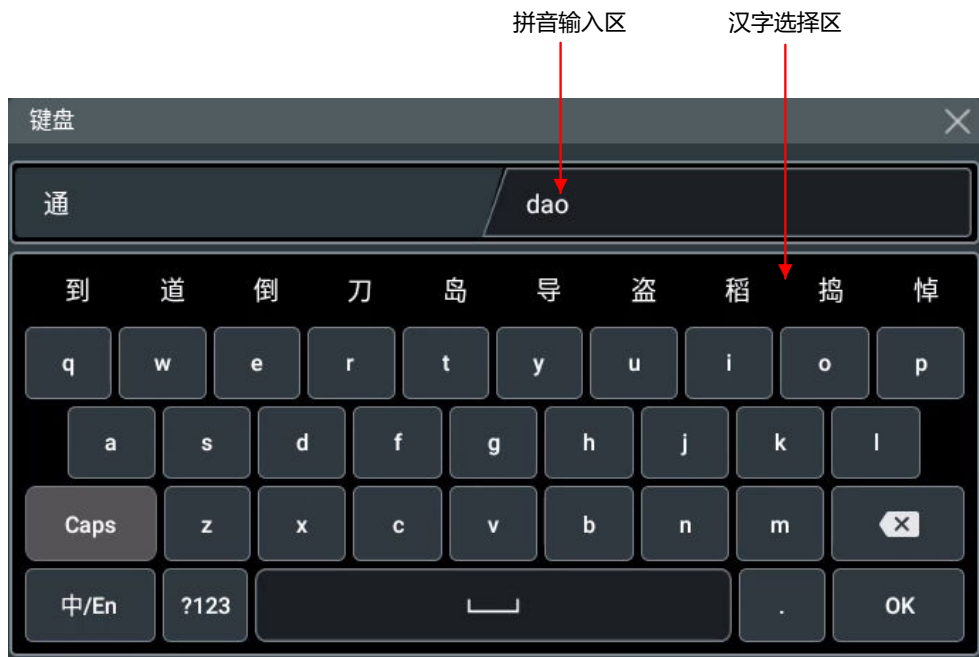 拼音输入区 汉字选择区
键盘
通 dao
到 道 倒 刀 岛 导 盗 稻 捣 悼
q w e r t y u i o p
a s d f g h j k l
Caps z x c v b n m
中/En ?123 . OK